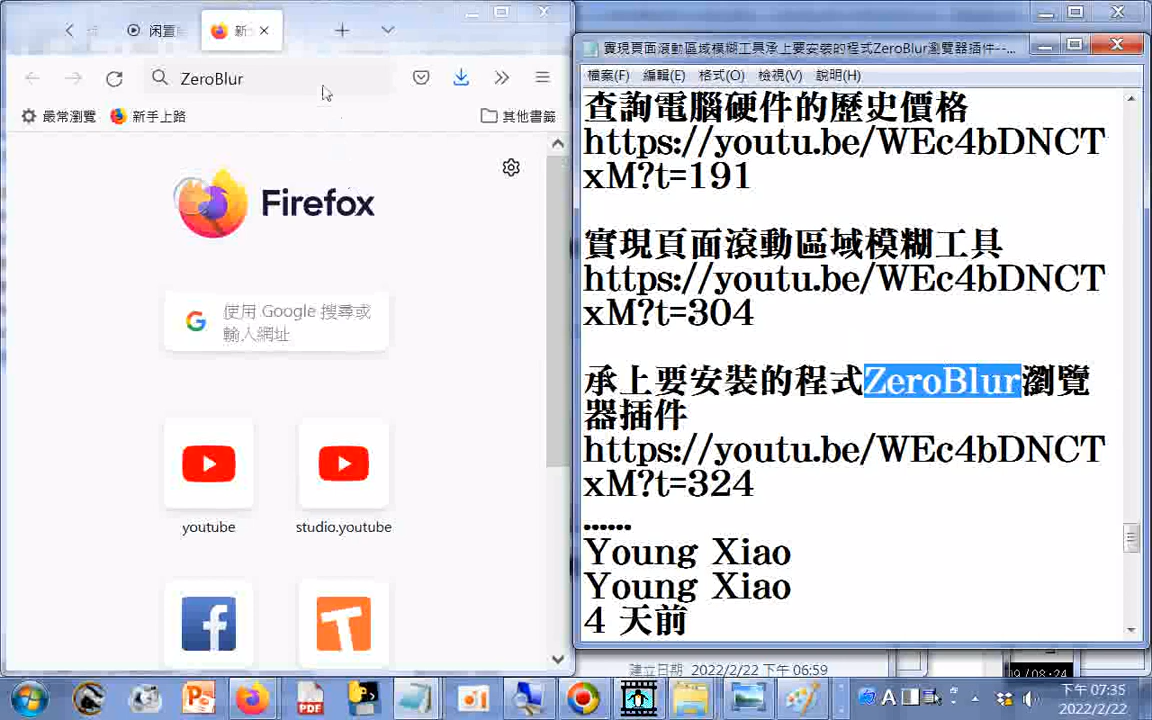 闲置
新
ZeroBlur
最常瀏覽
新手上路
其他書籤
Firefox
使用 Google 搜尋或
輸入網址
youtube
studio.youtube
實現頁面滾動區域模糊工具承上要安裝的程式ZeroBlur瀏覽器插件--...
檔案(F) 編輯(E) 格式(O) 檢視(V) 說明(H)
查詢電腦硬件的歷史價格
https://youtu.be/WEc4bDNCT
xM?t=191
實現頁面滾動區域模糊工具
https://youtu.be/WEc4bDNCT
xM?t=304
承上要安裝的程式ZeroBlur瀏覽
器插件
https://youtu.be/WEc4bDNCT
xM?t=324
......
Young Xiao
Young Xiao
4 天前
建立日期 2022/2/22 下午 06:59
下午 07:35
2022/2/22